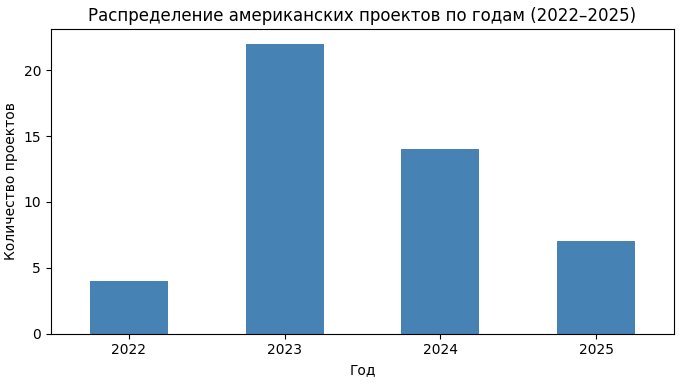 Распределение американских проектов по годам (2022–2025)
Количество проектов
20
15
10
5
0
2022 2023 2024 2025
Год